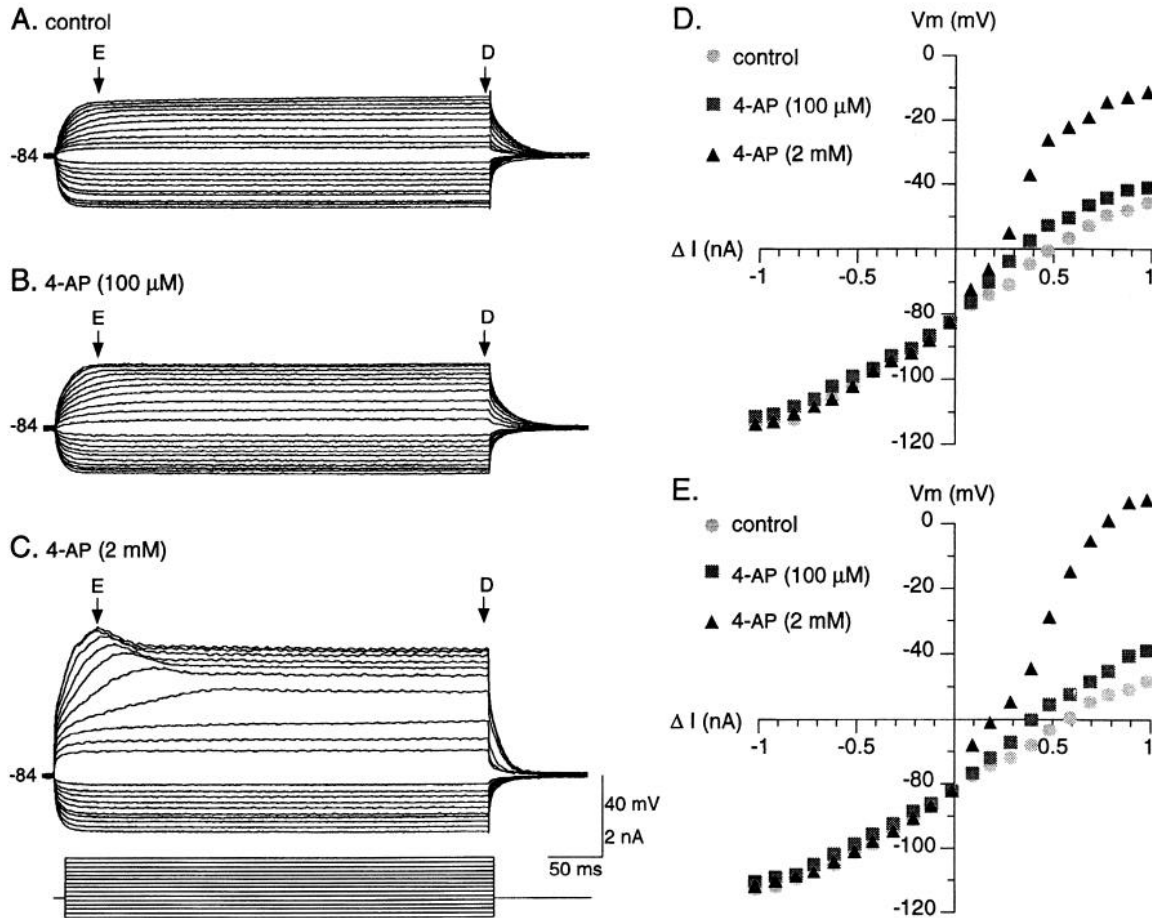 A. control
E
D
-84
B. 4-AP (100 μM)
E
D
-84
C. 4-AP (2 mM)
E
D
-84
40 mV
2 nA
50 ms
D.
Vm (mV)
control
4-AP (100 μM)
4-AP (2 mM)
0
-20
-40
Δ I (nA)
-1
-0.5
0.5
1
-80
-100
-120
E.
Vm (mV)
control
4-AP (100 μM)
4-AP (2 mM)
0
-20
-40
Δ I (nA)
-1
-0.5
0.5
1
-80
-100
-120